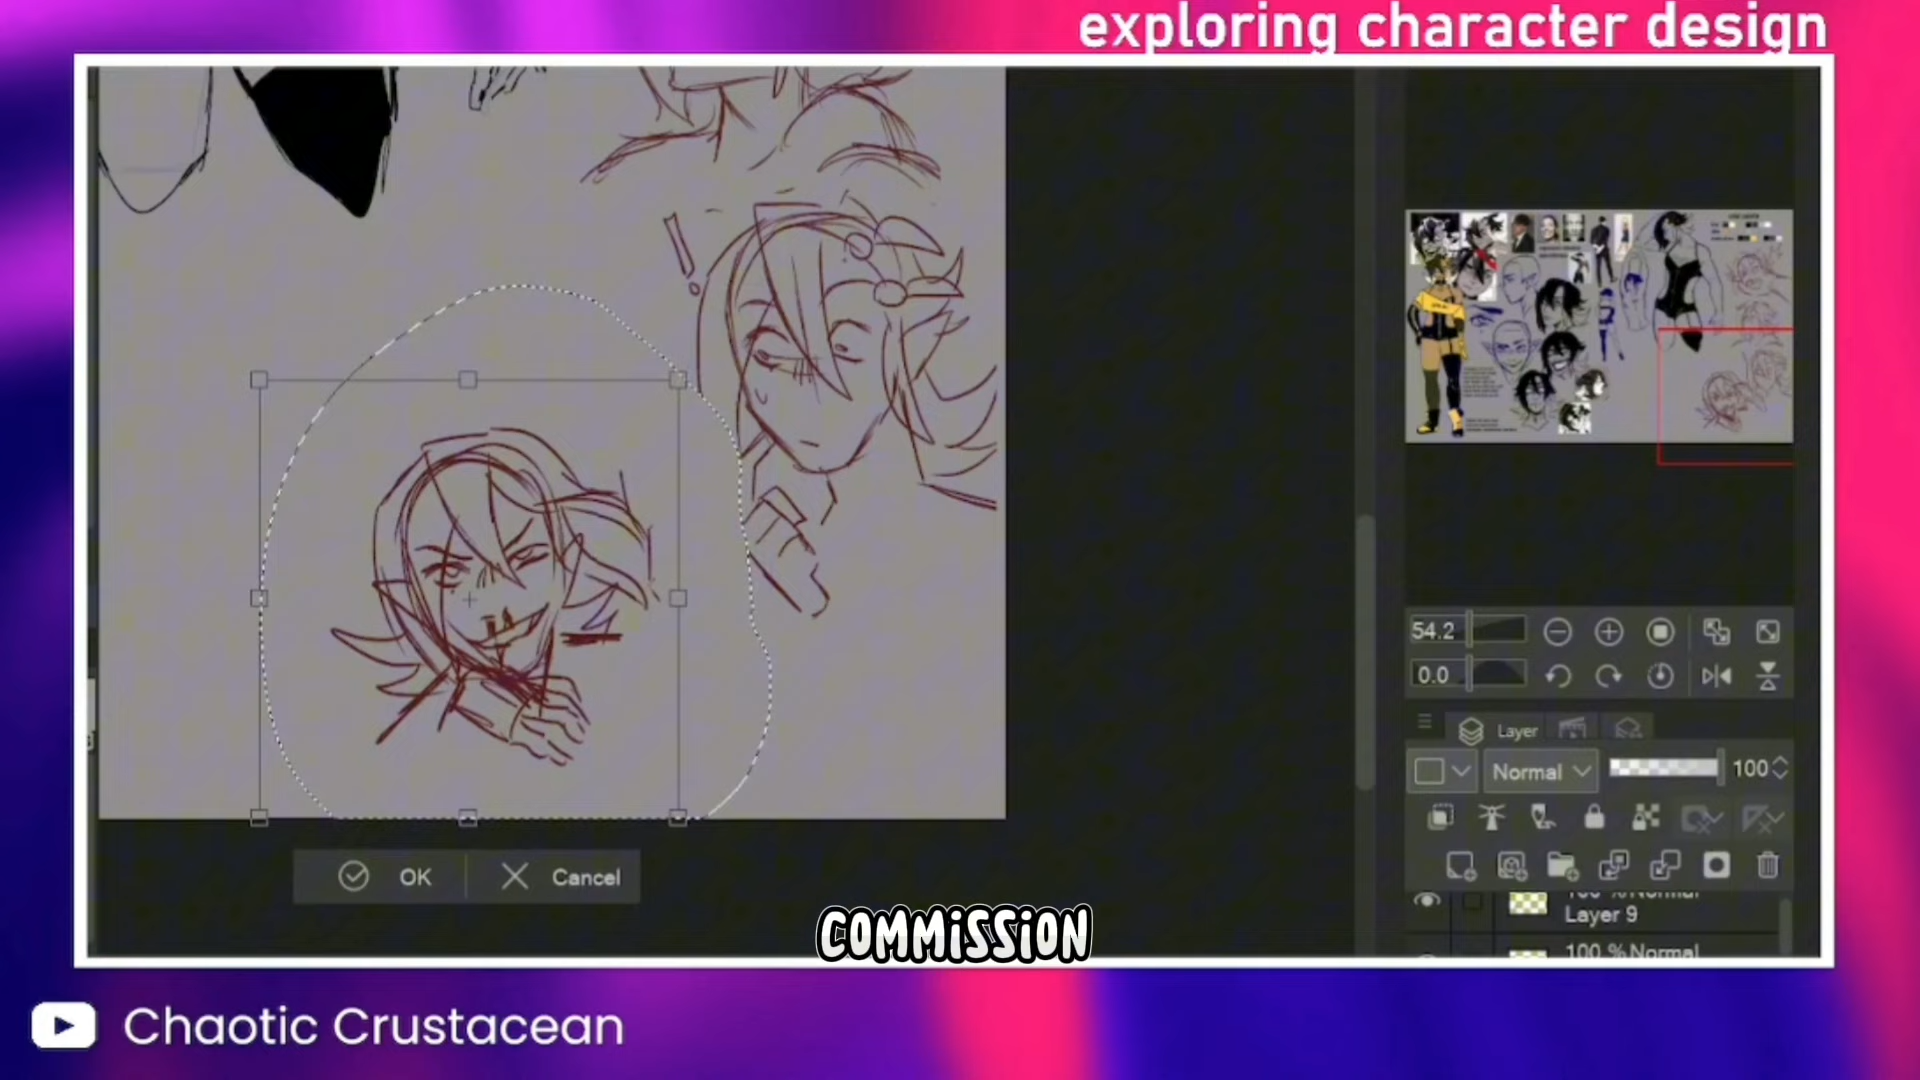 exploring character design
!
54.2
0.0
Layer
Normal
100
OK
Cancel
Layer 9
100 % Normal
COMMISSION
Chaotic Crustacean